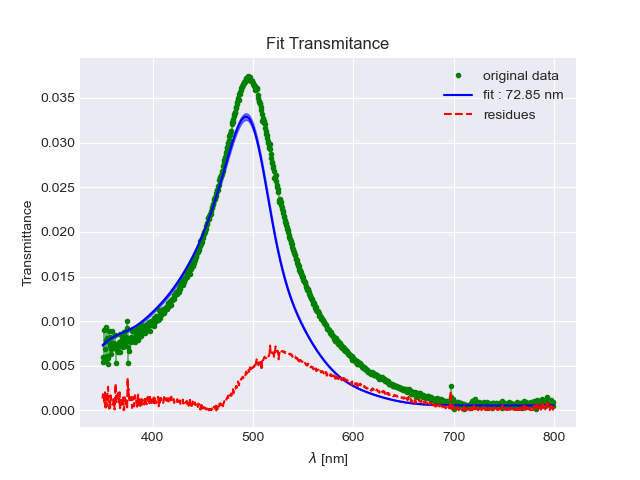 Fit Transmitance
original data
fit : 72.85 nm
residues
Transmittance
0.035
0.030
0.025
0.020
0.015
0.010
0.005
0.000
400
500
600
700
800
λ [nm]